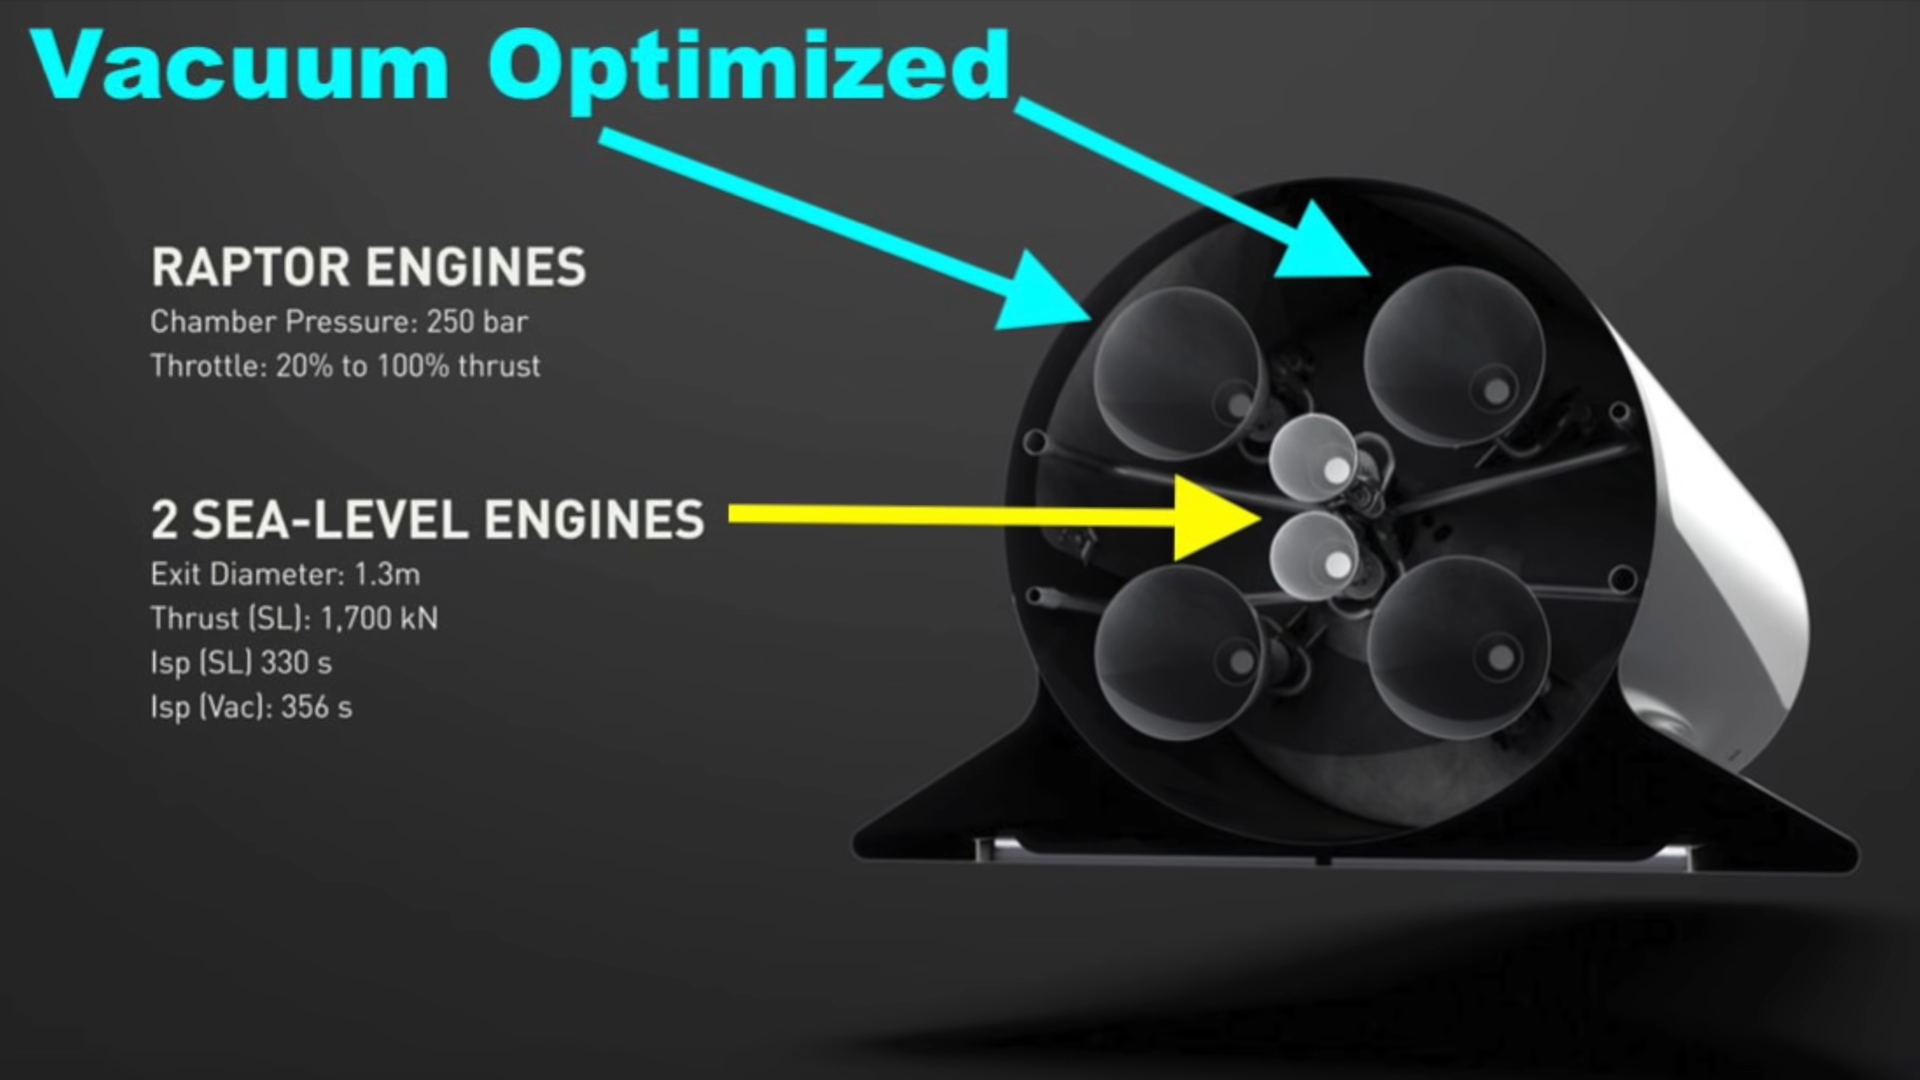 Vacuum Optimized
RAPTOR ENGINES
Chamber Pressure: 250 bar
Throttle: 20% to 100% thrust
2 SEA-LEVEL ENGINES
Exit Diameter: 1.3m
Thrust (SL): 1,700 kN
Isp (SL) 330 s
Isp (Vac): 356 s